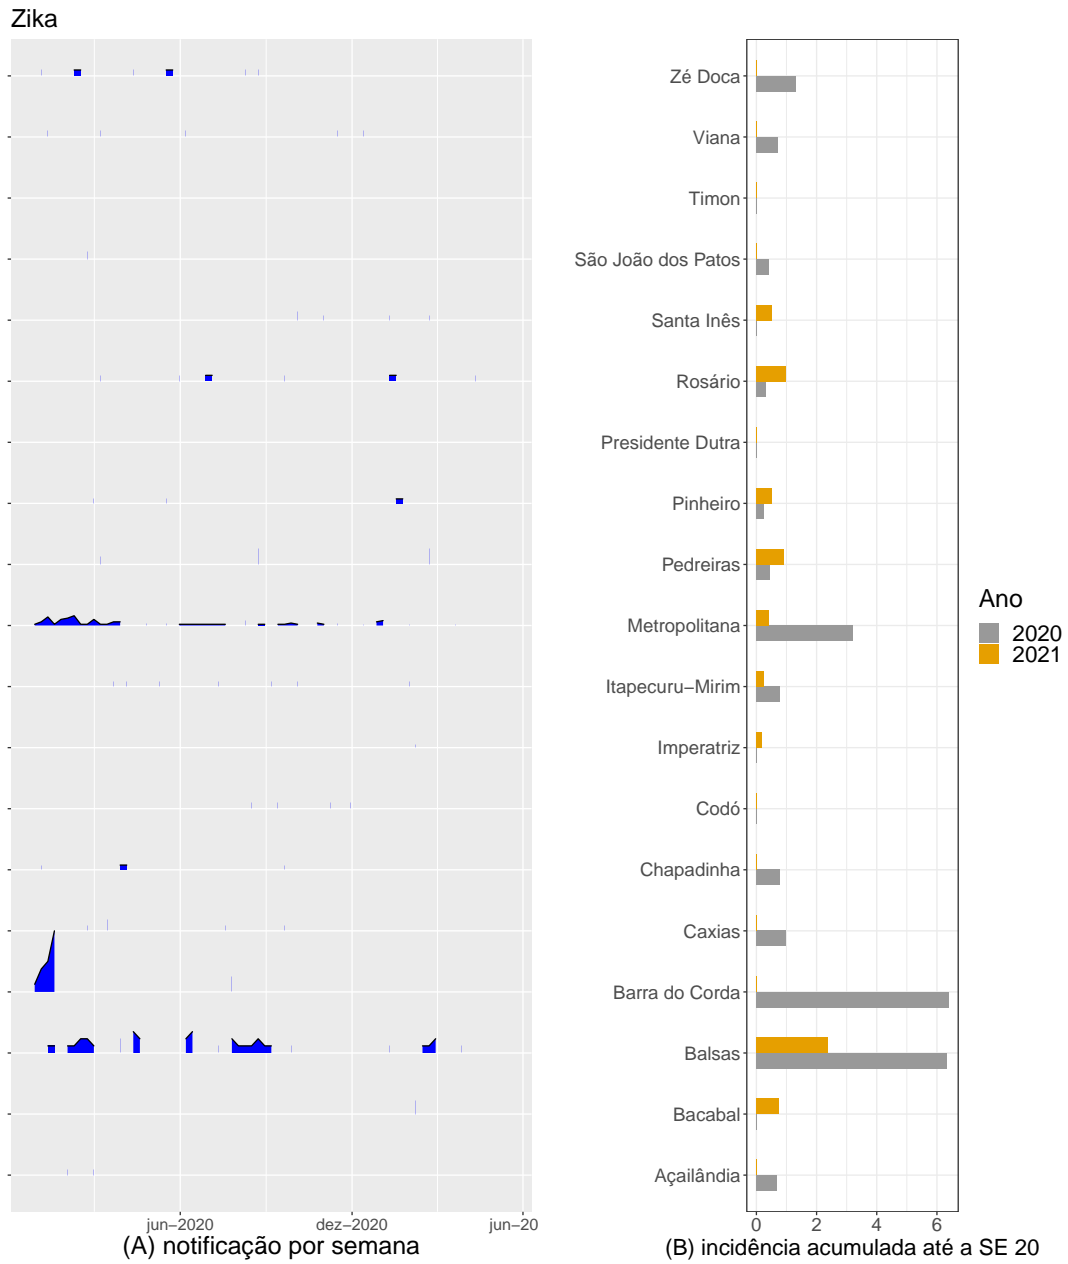 Zika
Zé Doca
Viana
Timon
São João dos Patos
Santa Inês
Rosário
Presidente Dutra
Pinheiro
Pedreiras
Metropolitana
Itapecuru−Mirim
Imperatriz
Codó
Chapadinha
Caxias
Barra do Corda
Balsas
Bacabal
Açailândia
Ano
2020
2021
jun−2020 dez−2020 jun−20
0 2 4 6
(A) notificação por semana
(B) incidência acumulada até a SE 20